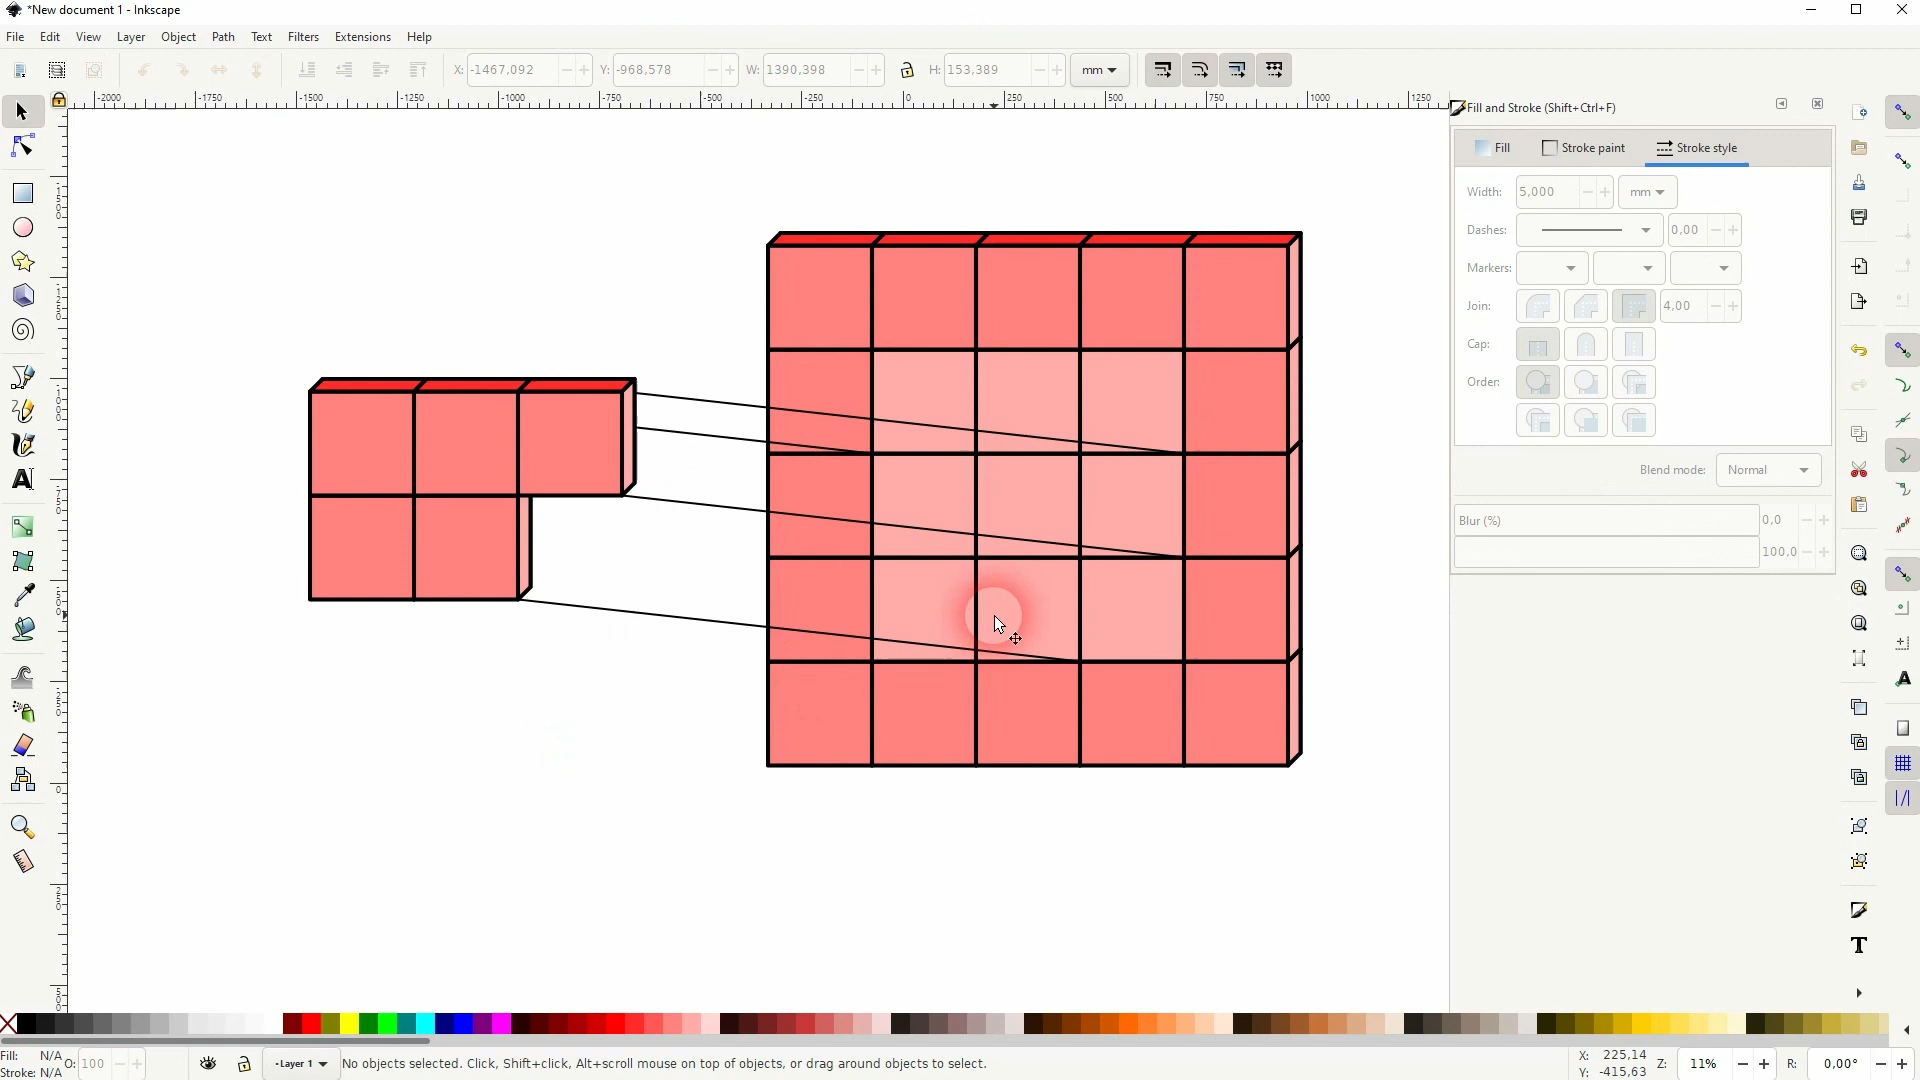 *New document 1 - Inkscape
File Edit View Layer Object Path Text Filters Extensions Help
X: -1467,092 Y: -968,578 W: 1390,398 H: 153,389 mm
-2000 -1750 -1500 -1250 -1000 -750 -500 -250 0 250 500 750 1000 1250
Fill and Stroke (Shift+Ctrl+F)
Fill Stroke paint Stroke style
Width: 5,000 mm
Dashes: 0,00
Markers:
Join: 4,00
Cap:
Order:
Blend mode: Normal
Blur (%) 0,0
100,0
Fill: N/A O: 100 -Layer 1 No objects selected. Click, Shift+click, Alt+scroll mouse on top of objects, or drag around objects to select. X: 225,14 Z: 11% R: 0,00°
Stroke: N/A Y: -415,63